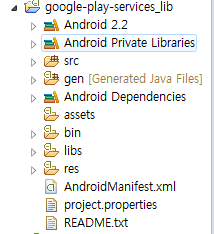 google-play-services_lib
Android 2.2
Android Private Libraries
src
gen [Generated Java Files]
Android Dependencies
assets
bin
libs
res
AndroidManifest.xml
project.properties
README.txt